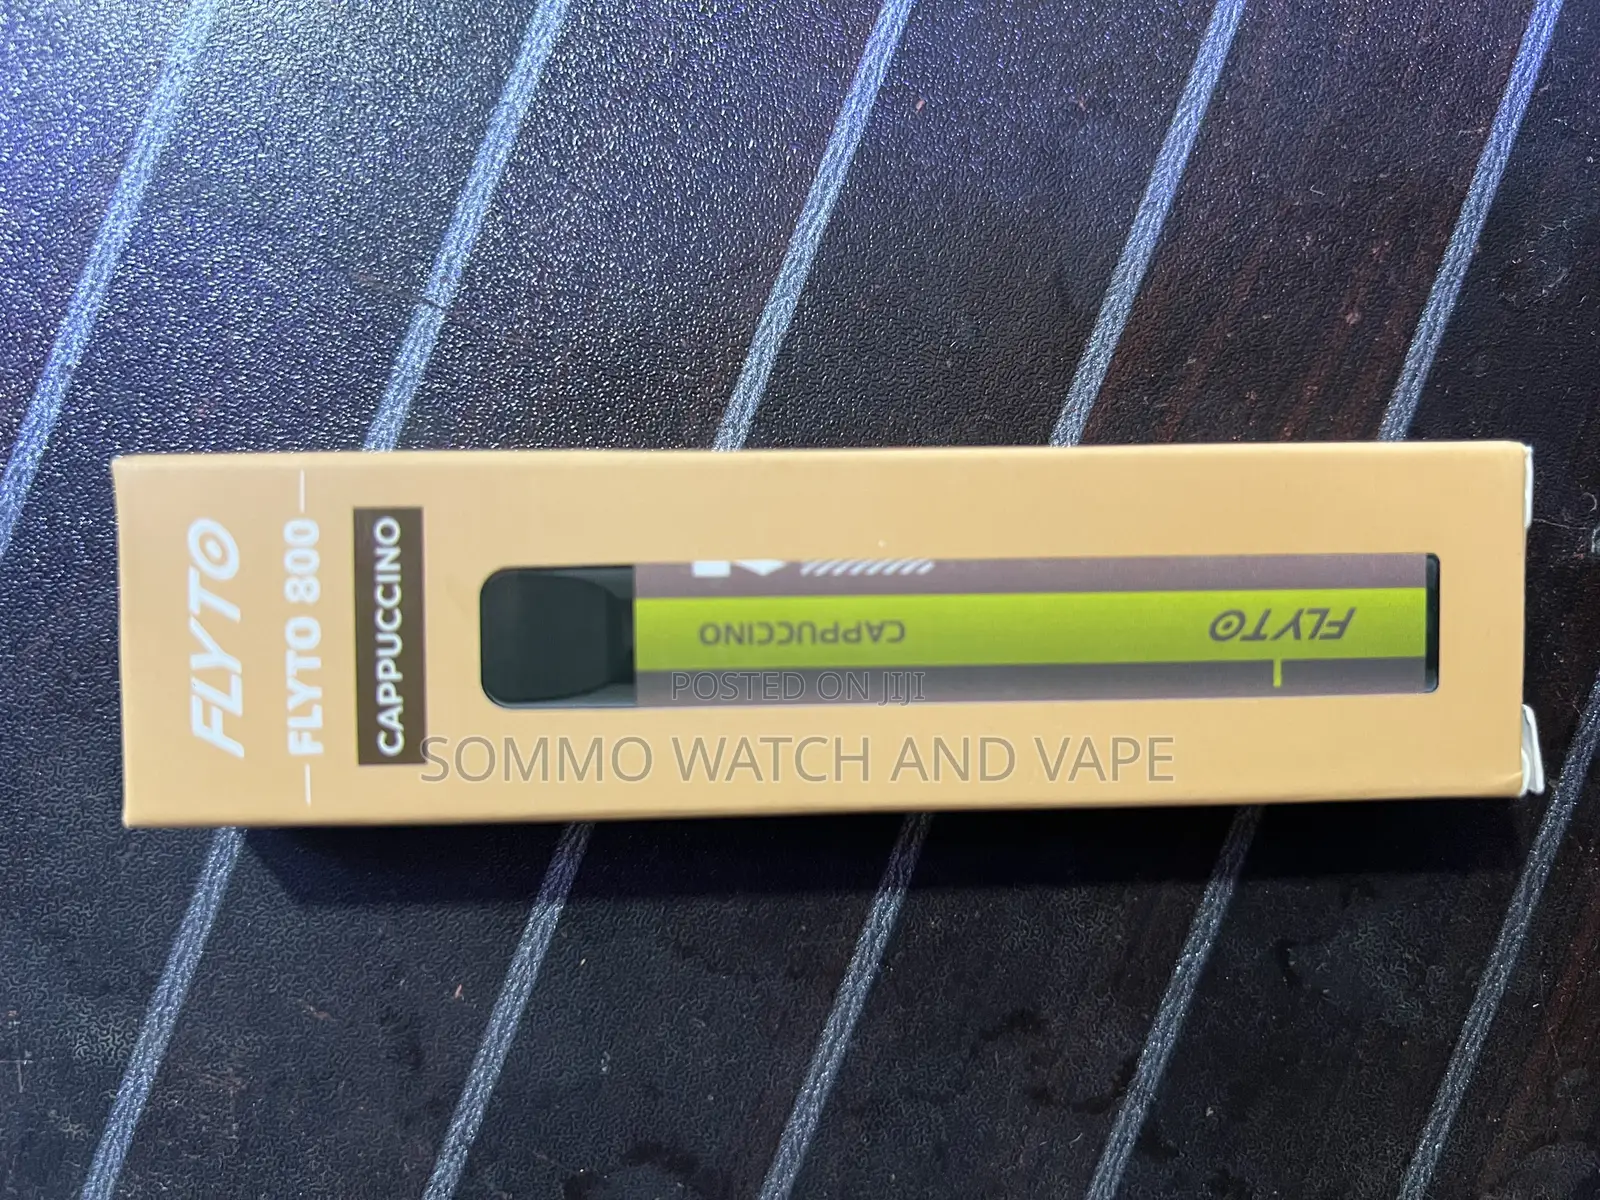 FLYTO
FLYTO 800
CAPPUCCINO
CAPPUCCINO
FLYTO
POSTED ON JIJI
SOMMO WATCH AND VAPE